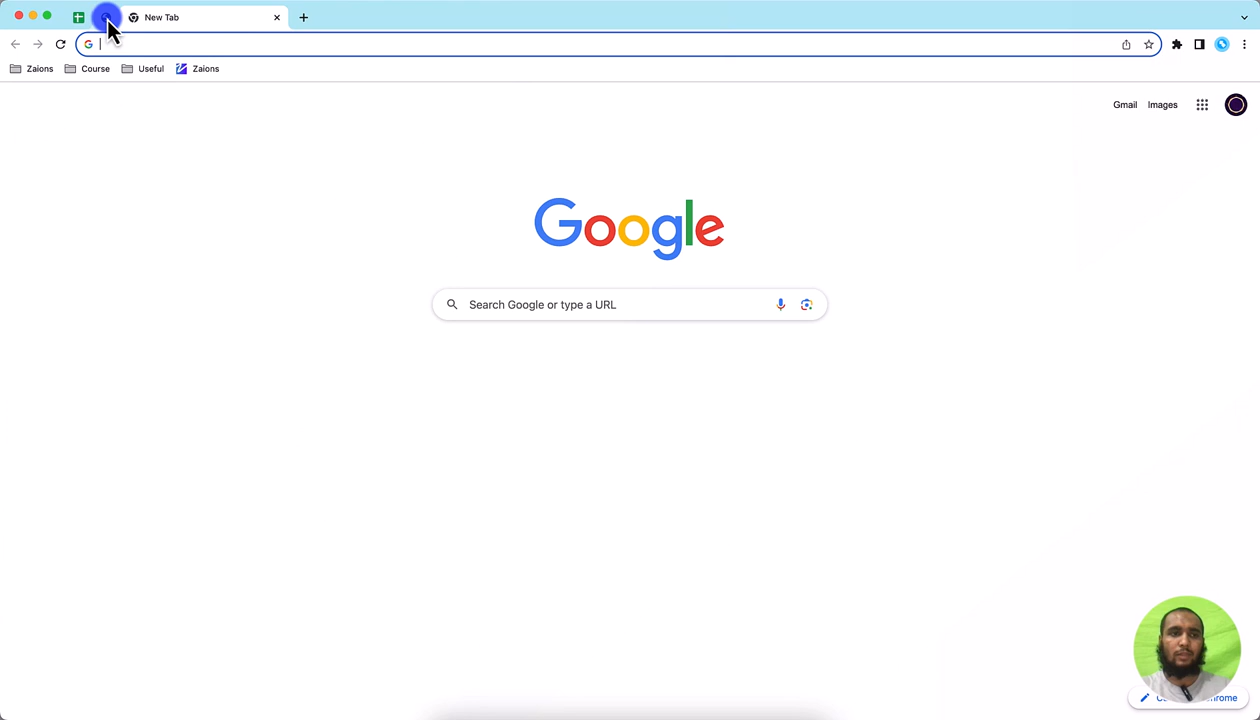 New Tab
Zaions
Course
Useful
Zaions
Gmail
Images
Google
Search Google or type a URL